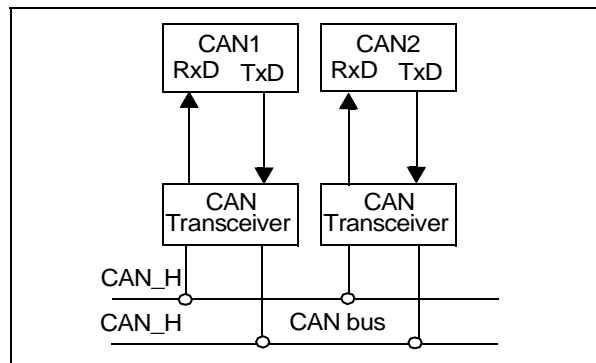 CAN1 CAN2
RxD TxD RxD TxD
CAN Transceiver CAN Transceiver
CAN_H
CAN_H CAN bus